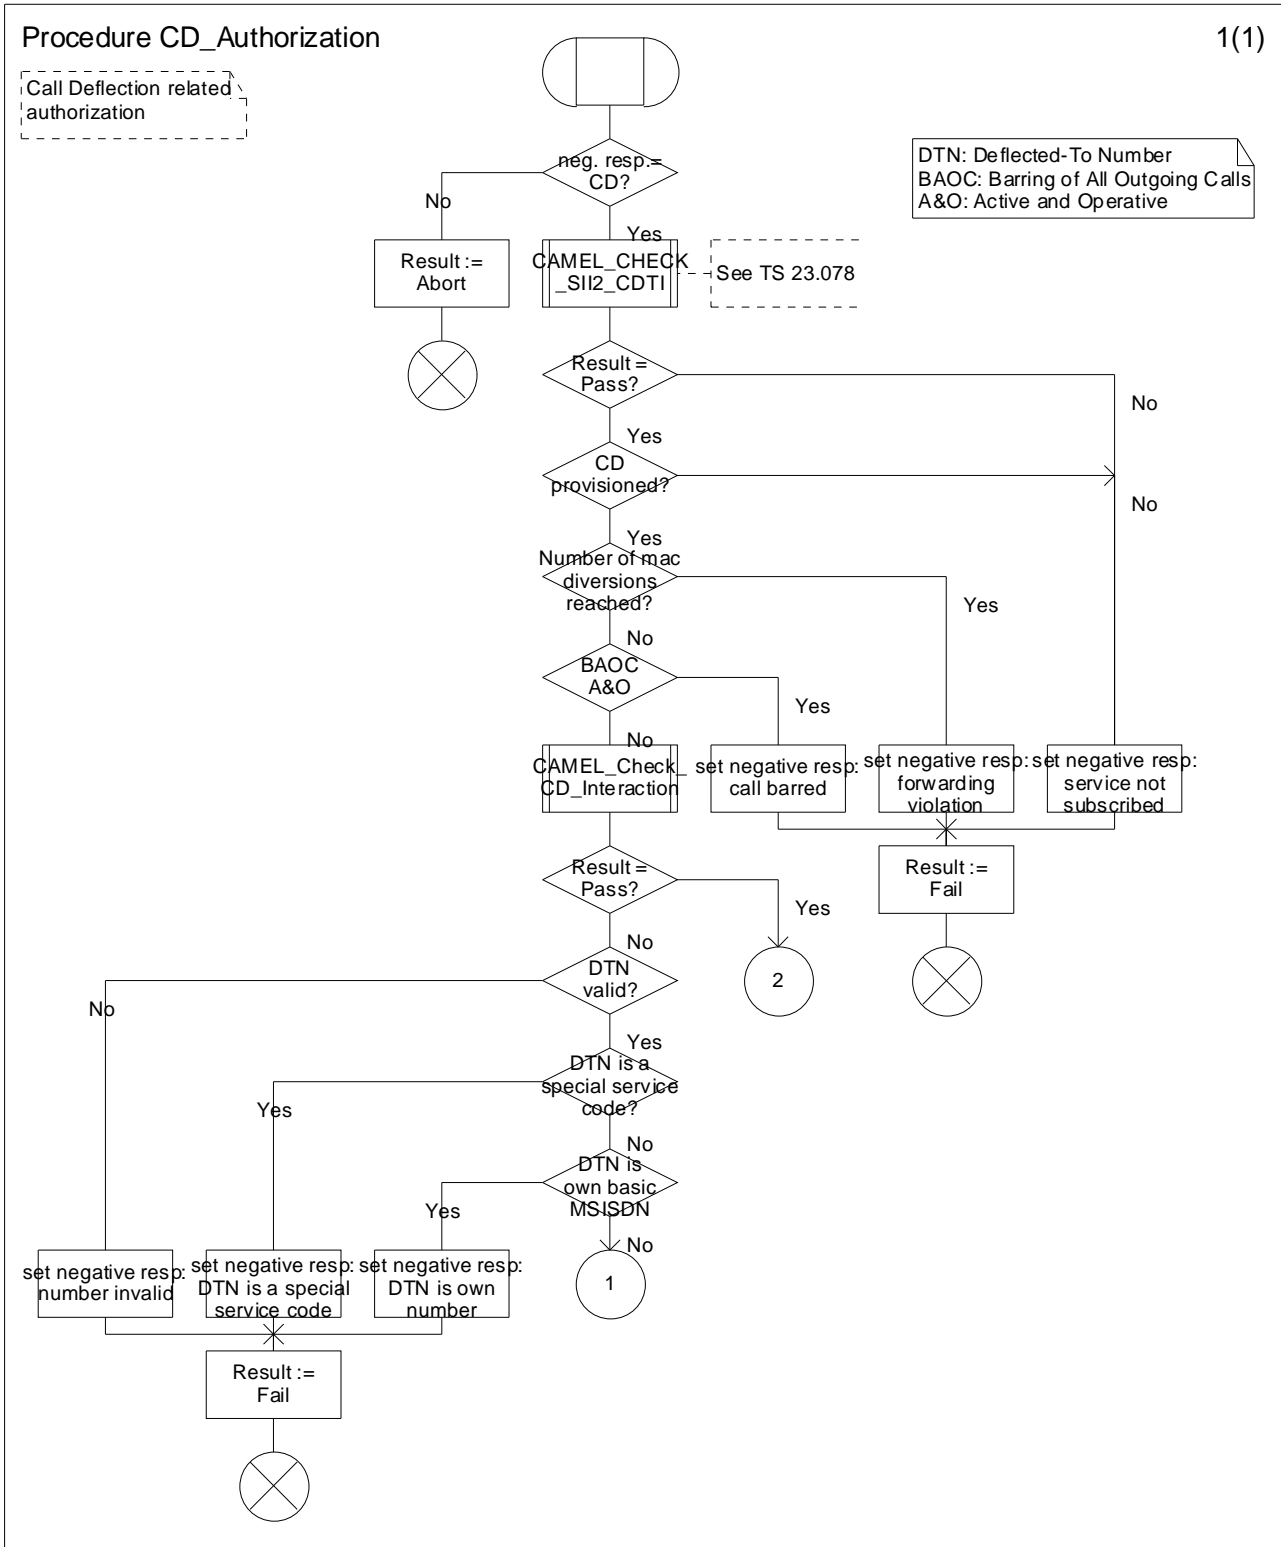 Procedure CD_Authorization
1(1)
Call Deflection related
authorization
DTN: Deflected-To Number
BAOC: Barring of All Outgoing Calls
A&O: Active and Operative
neg. resp.=
CD?
No
Yes
Result :=
Abort
CAMEL_CHECK
_SII2_CDTI
See TS 23.078
Result =
Pass?
No
Yes
CD
provisioned?
No
Yes
Number of mac
diversions
reached?
Yes
No
BAOC
A&O
Yes
No
CAMEL_Check_
CD_Interaction
set negative resp:
call barred
set negative resp:
forwarding
violation
set negative resp:
service not
subscribed
Result =
Pass?
Result :=
Fail
Yes
No
DTN
valid?
2
No
Yes
DTN is a
special service
code?
Yes
No
DTN is
own basic
MSISDN
Yes
No
set negative resp:
number invalid
set negative resp:
DTN is a special
service code
set negative resp:
DTN is own
number
1
Result :=
Fail